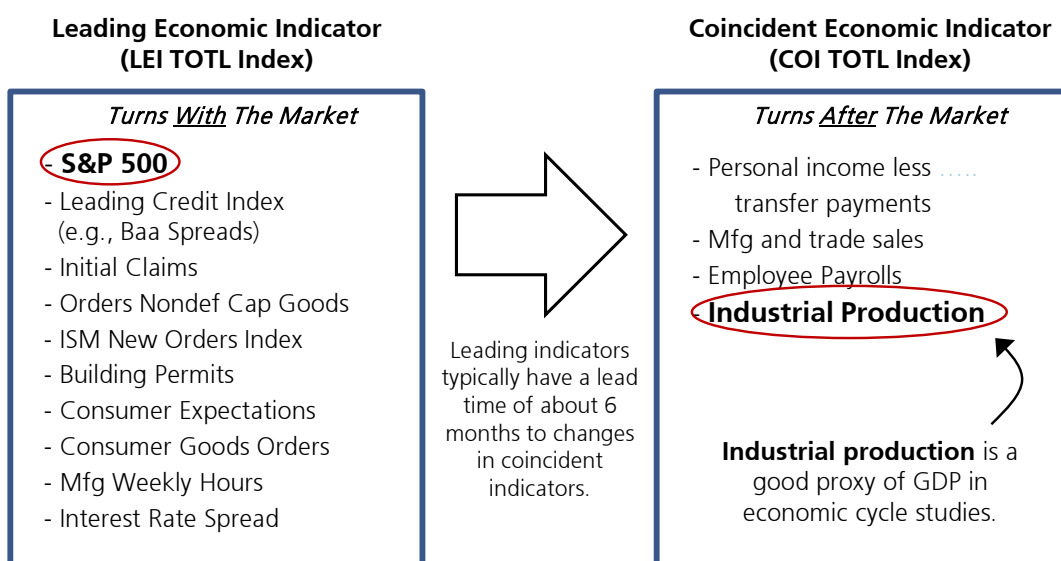 Leading Economic Indicator
(LEI TOTL Index)
Turns With The Market
- S&P 500
- Leading Credit Index
(e.g., Baa Spreads)
- Initial Claims
- Orders Nondef Cap Goods
- ISM New Orders Index
- Building Permits
- Consumer Expectations
- Consumer Goods Orders
- Mfg Weekly Hours
- Interest Rate Spread
Leading indicators
typically have a lead
time of about 6
months to changes
in coincident
indicators.
Coincident Economic Indicator
(COI TOTL Index)
Turns After The Market
- Personal income less .....
transfer payments
- Mfg and trade sales
- Employee Payrolls
- Industrial Production
Industrial production is a
good proxy of GDP in
economic cycle studies.